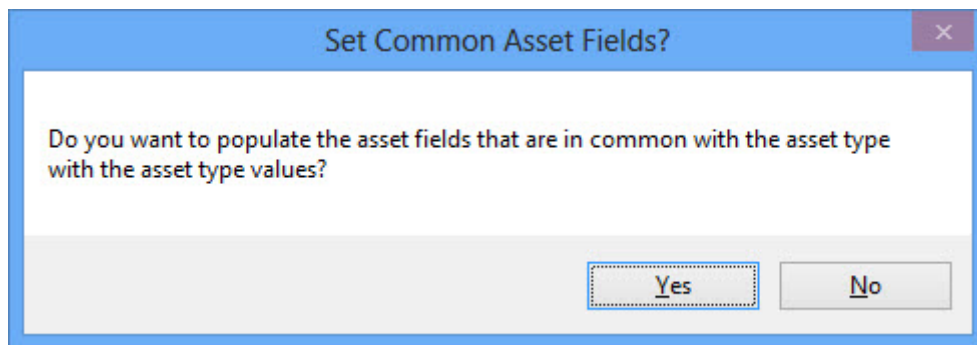 Set Common Asset Fields?
Do you want to populate the asset fields that are in common with the asset type
with the asset type values?
Yes No